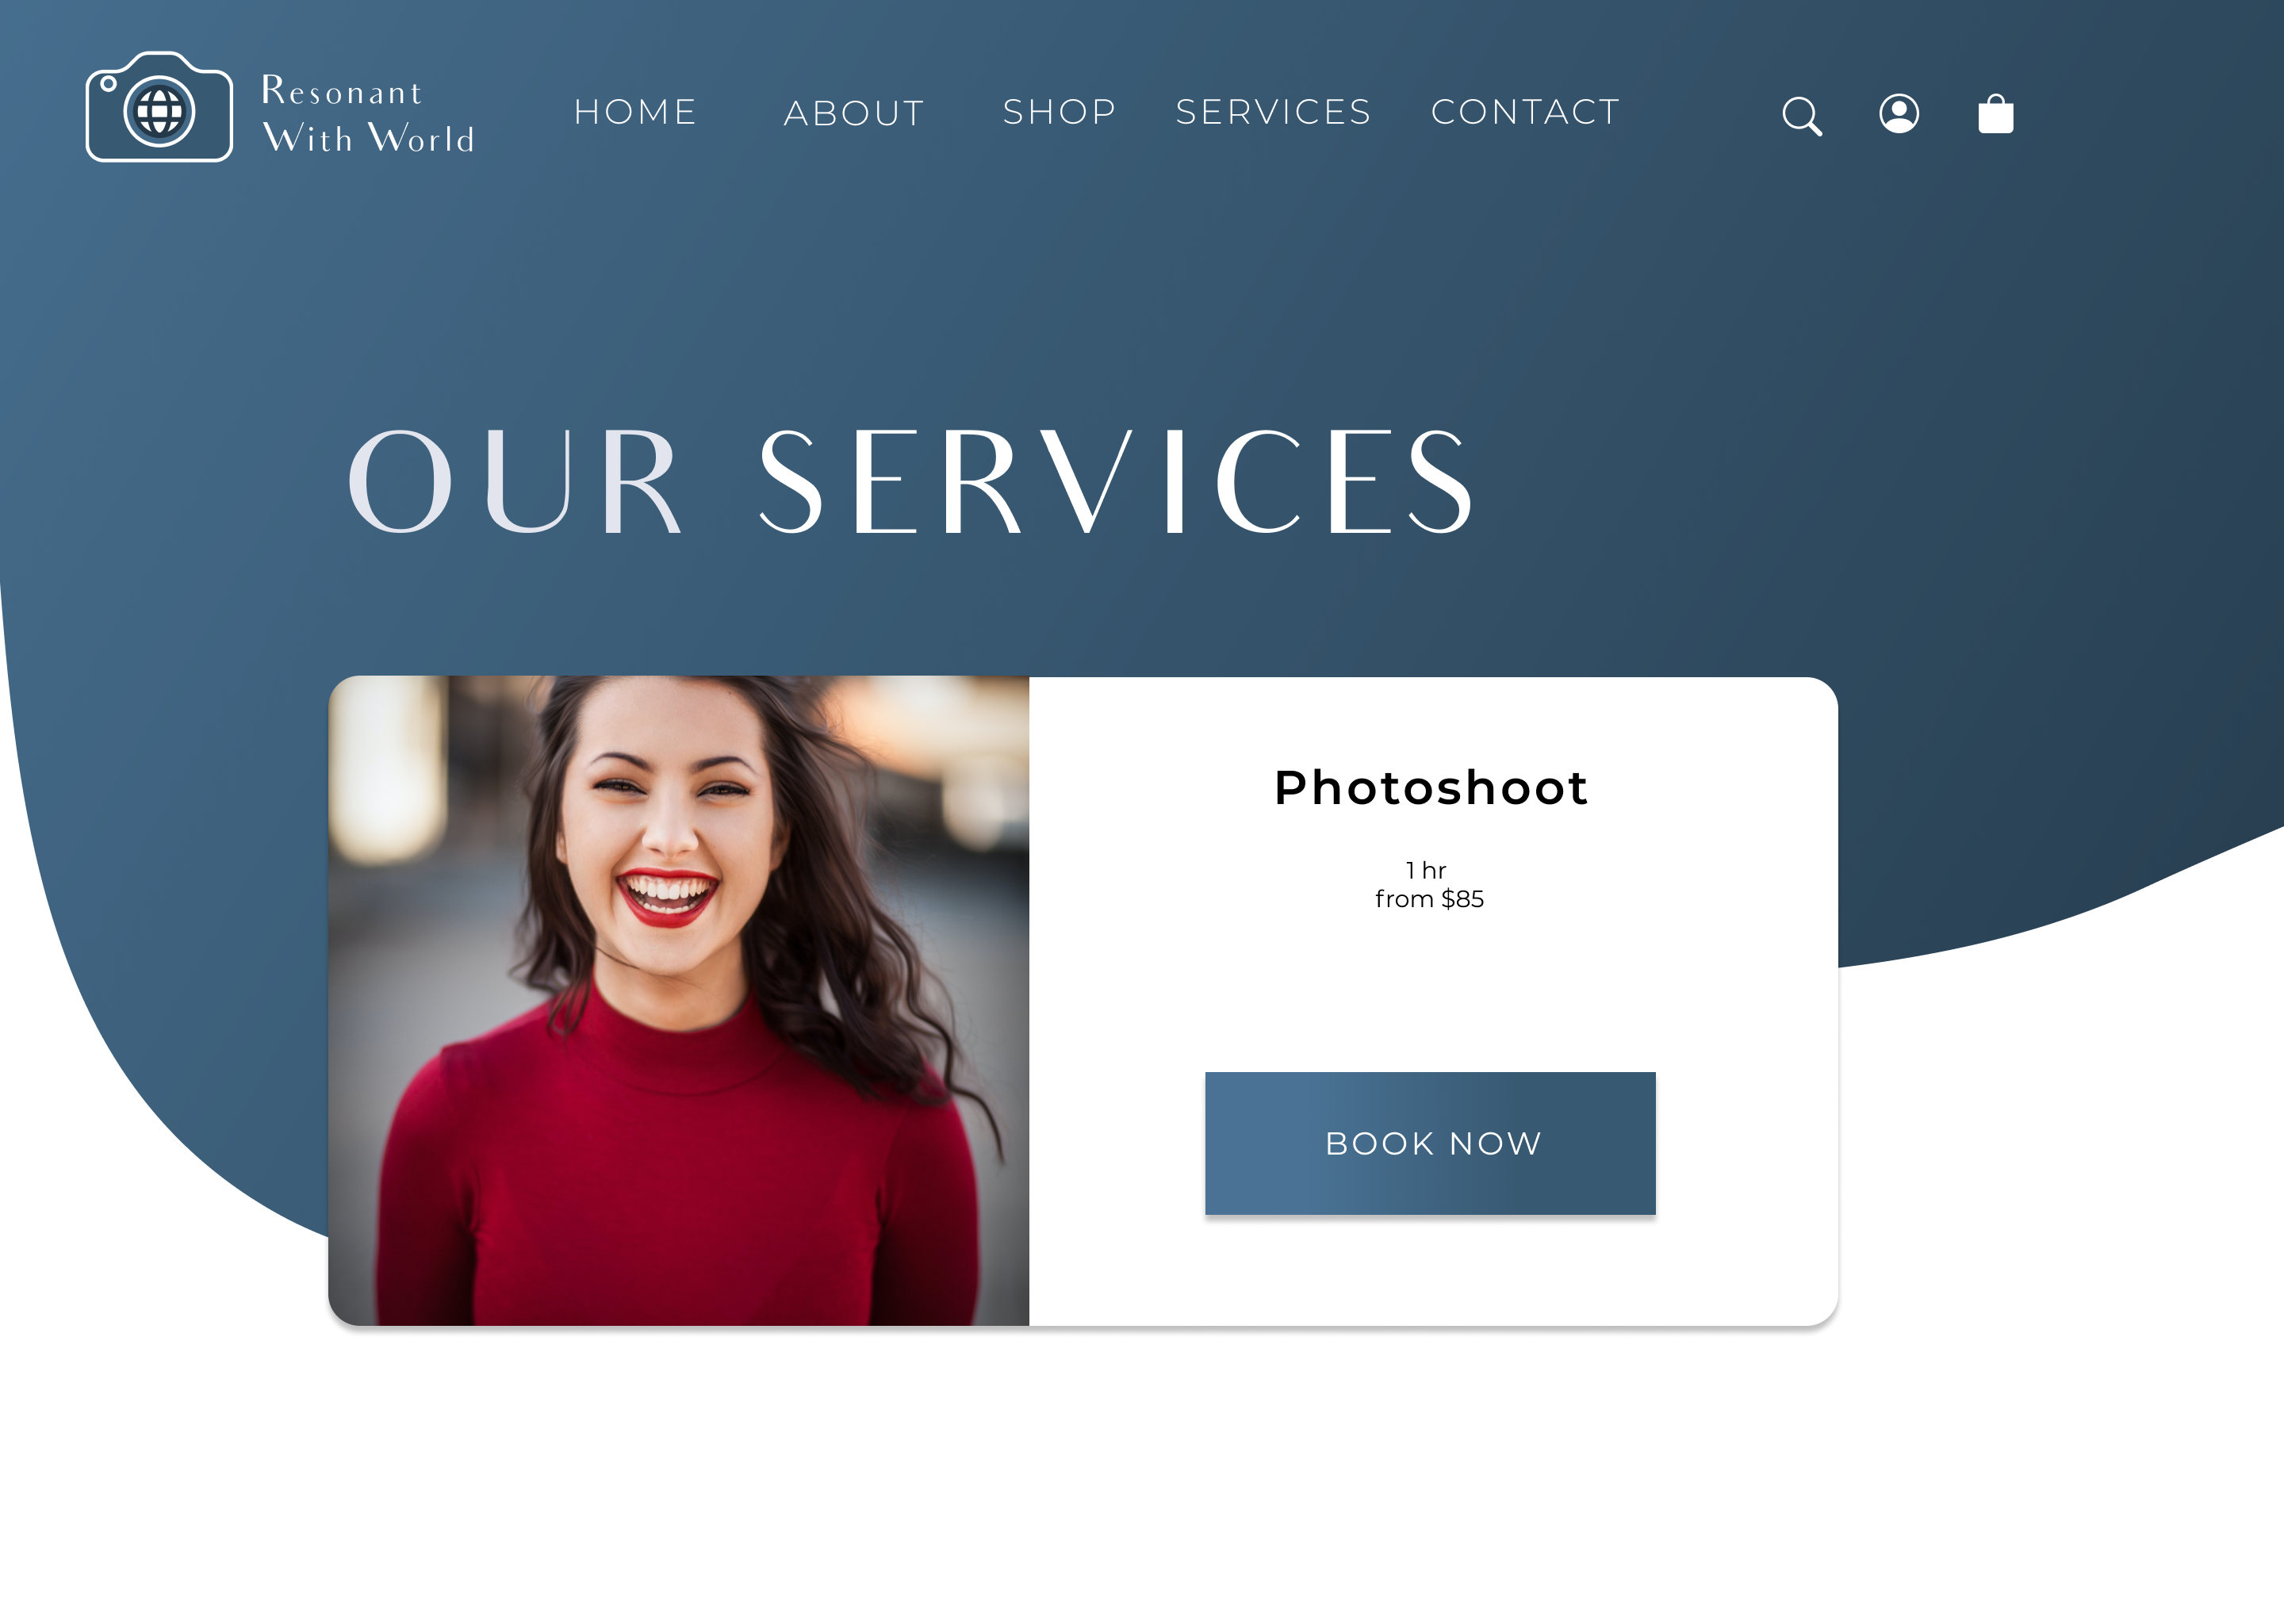 Resonant
With World
HOME ABOUT SHOP SERVICES CONTACT
OUR SERVICES
Photoshoot
1 hr
from $85
BOOK NOW